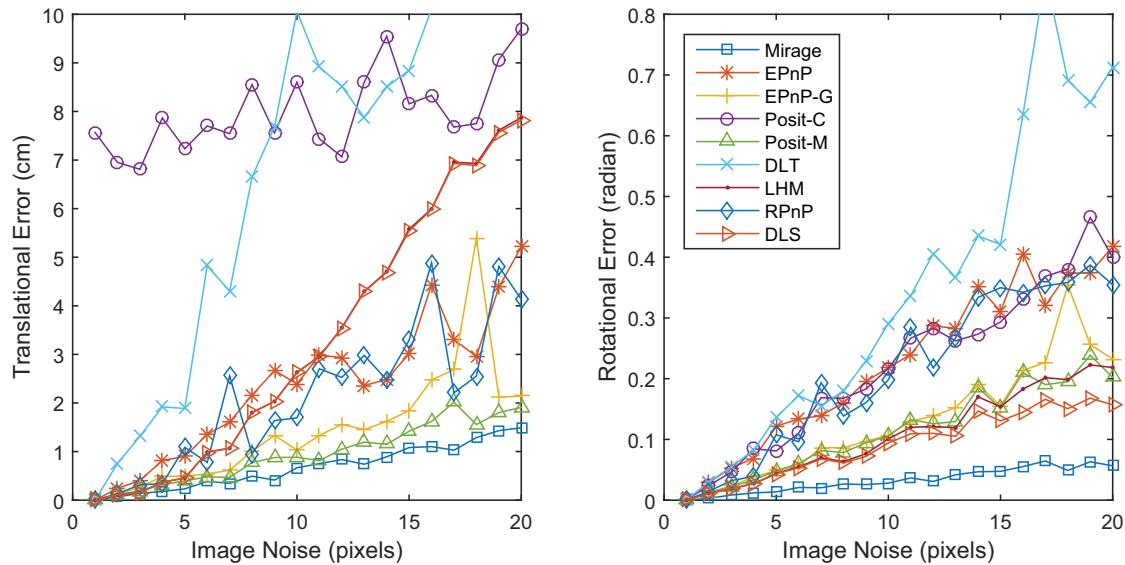 10
9
8
7
6
5
4
3
2
1
0
Translational Error (cm)
0
5
10
15
20
Image Noise (pixels)
0.8
0.7
0.6
0.5
0.4
0.3
0.2
0.1
0
Rotational Error (radian)
Mirage
EPnP
EPnP-G
Posit-C
Posit-M
DLT
LHM
RPnP
DLS
0
5
10
15
20
Image Noise (pixels)